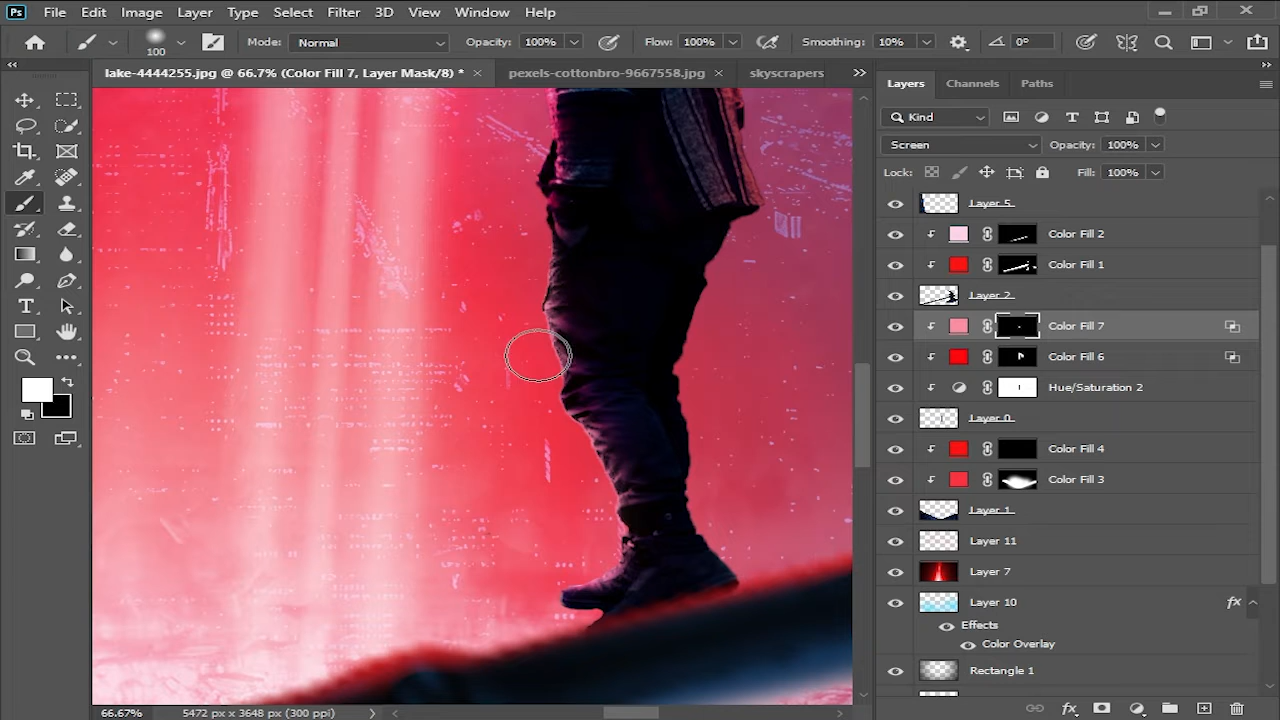 Ps File Edit Image Layer Type Select Filter 3D View Window Help
100 Mode: Normal Opacity: 100% Flow: 100% Smoothing: 10% 0°
lake-4444255.jpg @ 66.7% (Color Fill 7, Layer Mask/8) * × pexels-cottonbro-9667558.jpg × skyscrapers
Layers Channels Paths
Kind
Screen Opacity: 100%
Lock: Fill: 100%
Layer 5
Color Fill 2
Color Fill 1
Layer 2
Color Fill 7
Color Fill 6
Hue/Saturation 2
Layer 0
Color Fill 4
Color Fill 3
Layer 1
Layer 11
Layer 7
Layer 10 fx
Effects
Color Overlay
Rectangle 1
66.67% 5472 px x 3648 px (300 ppi)